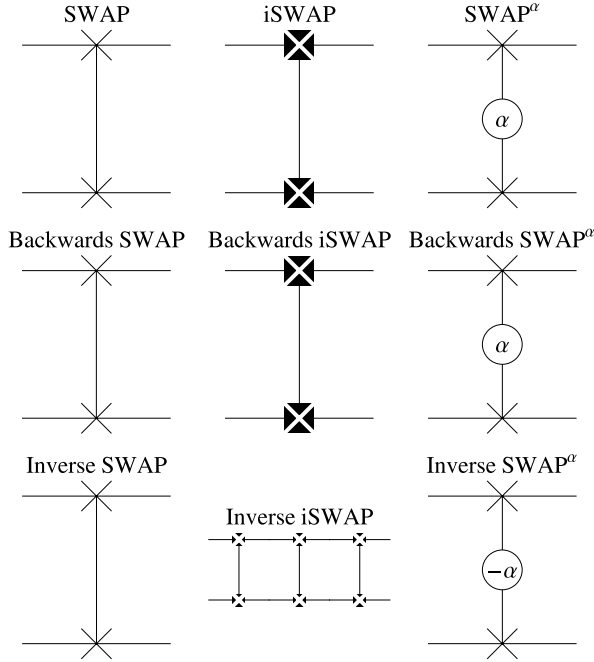 SWAP iSWAP SWAP^α
α
Backwards SWAP Backwards iSWAP Backwards SWAP^α
α
Inverse SWAP Inverse SWAP^α
Inverse iSWAP
−α